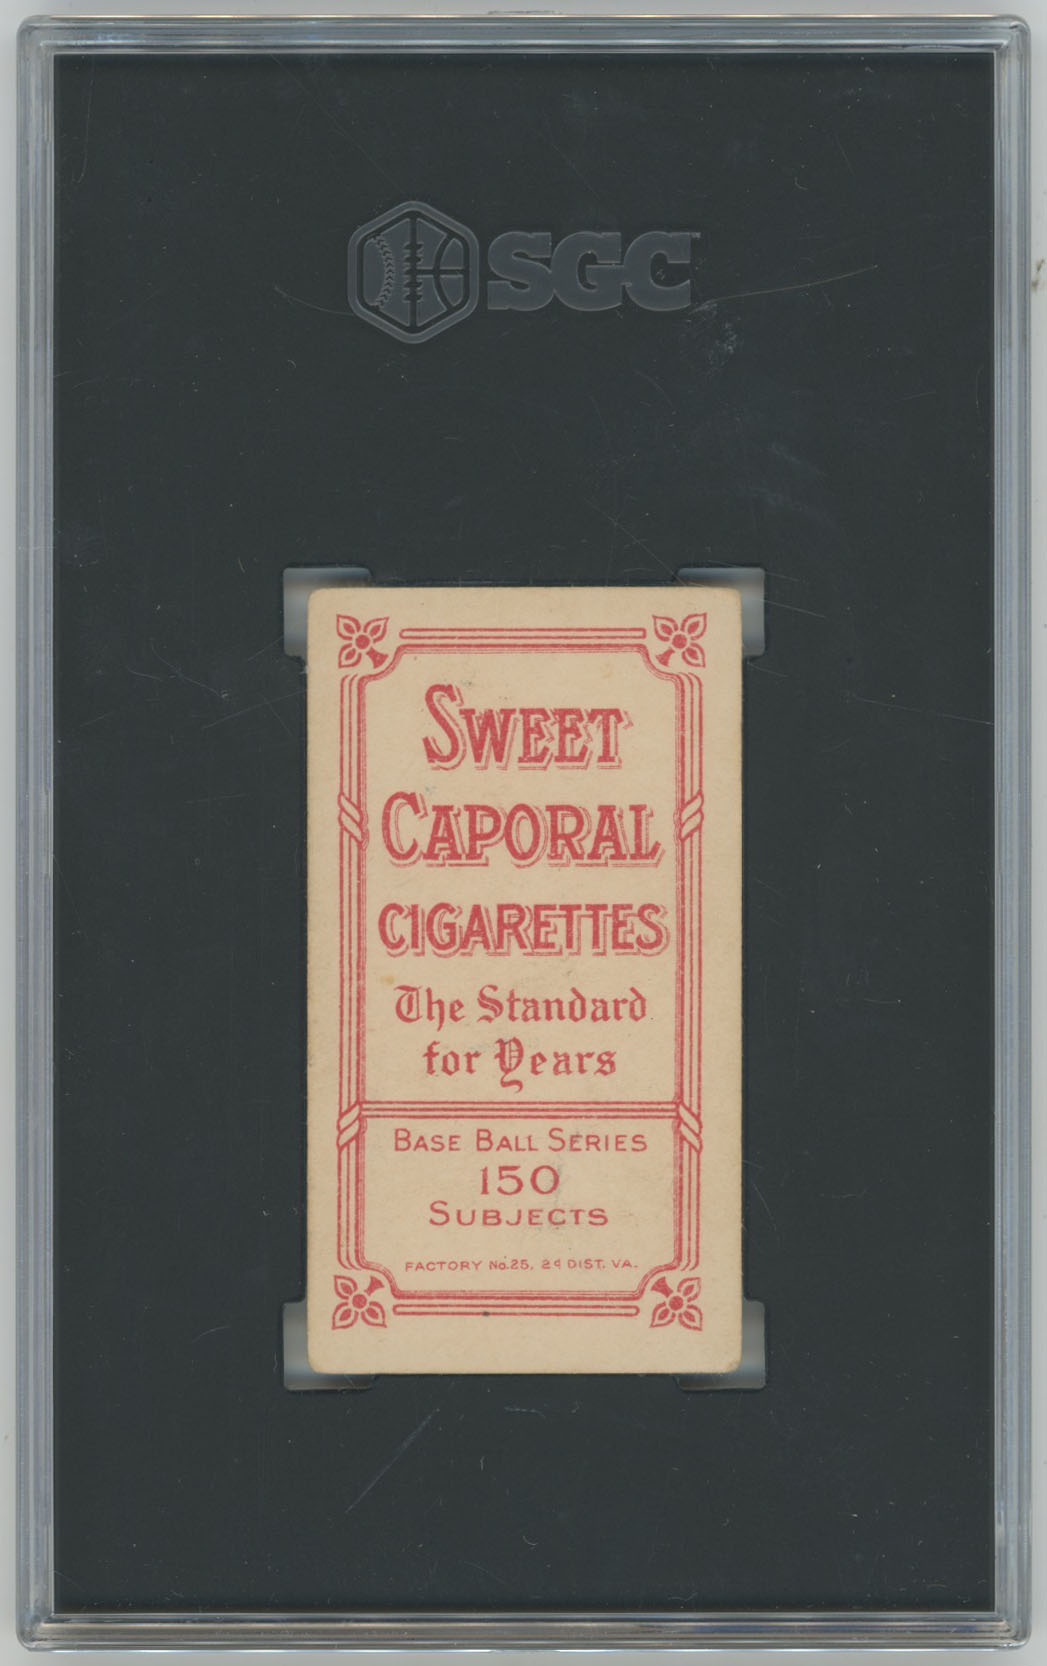 SGC
SWEET
CAPORAL
CIGARETTES
The Standard
for Years
BASE BALL SERIES
150
SUBJECTS
FACTORY No. 25, 2d DIST. VA.